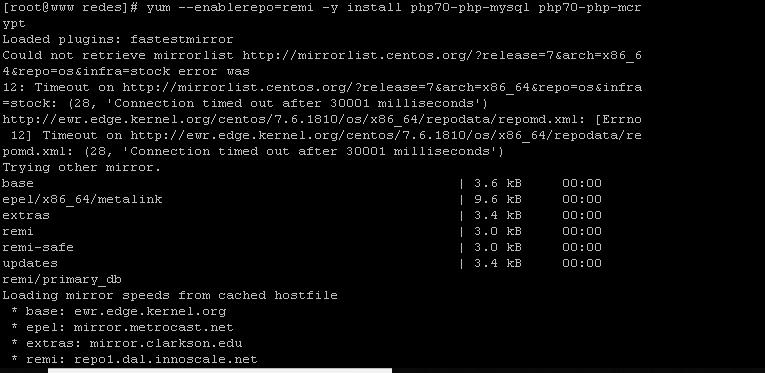 [root@www redes]# yum --enablerepo=remi -y install php70-php-mysql php70-php-mcr
ypt
Loaded plugins: fastestmirror
Could not retrieve mirrorlist http://mirrorlist.centos.org/?release=7&arch=x86_6
4&repo=os&infra=stock error was
12: Timeout on http://mirrorlist.centos.org/?release=7&arch=x86_64&repo=os&infra
=stock: (28, 'Connection timed out after 30001 milliseconds')
http://ewr.edge.kernel.org/centos/7.6.1810/os/x86_64/repodata/repomd.xml: [Errno
 12] Timeout on http://ewr.edge.kernel.org/centos/7.6.1810/os/x86_64/repodata/re
pomd.xml: (28, 'Connection timed out after 30001 milliseconds')
Trying other mirror.
base | 3.6 kB 00:00
epel/x86_64/metalink | 9.6 kB 00:00
extras | 3.4 kB 00:00
remi | 3.0 kB 00:00
remi-safe | 3.0 kB 00:00
updates | 3.4 kB 00:00
remi/primary_db
Loading mirror speeds from cached hostfile
 * base: ewr.edge.kernel.org
 * epel: mirror.metrocast.net
 * extras: mirror.clarkson.edu
 * remi: repo1.dal.innoscale.net